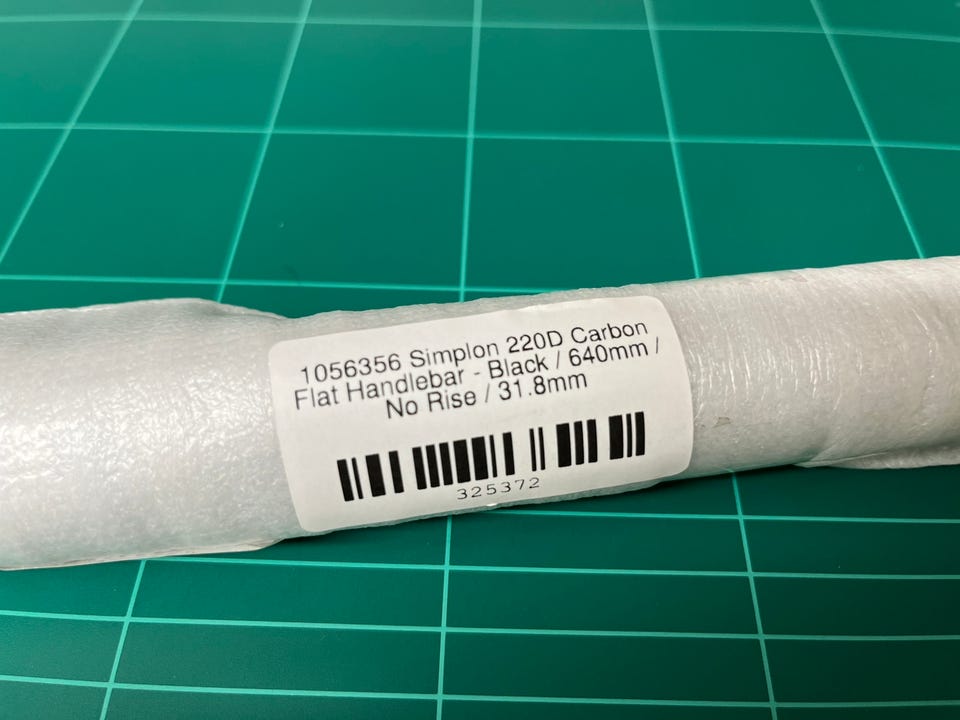 1056356 Simplon 220D Carbon
Flat Handlebar - Black / 640mm /
No Rise / 31.8mm
325372